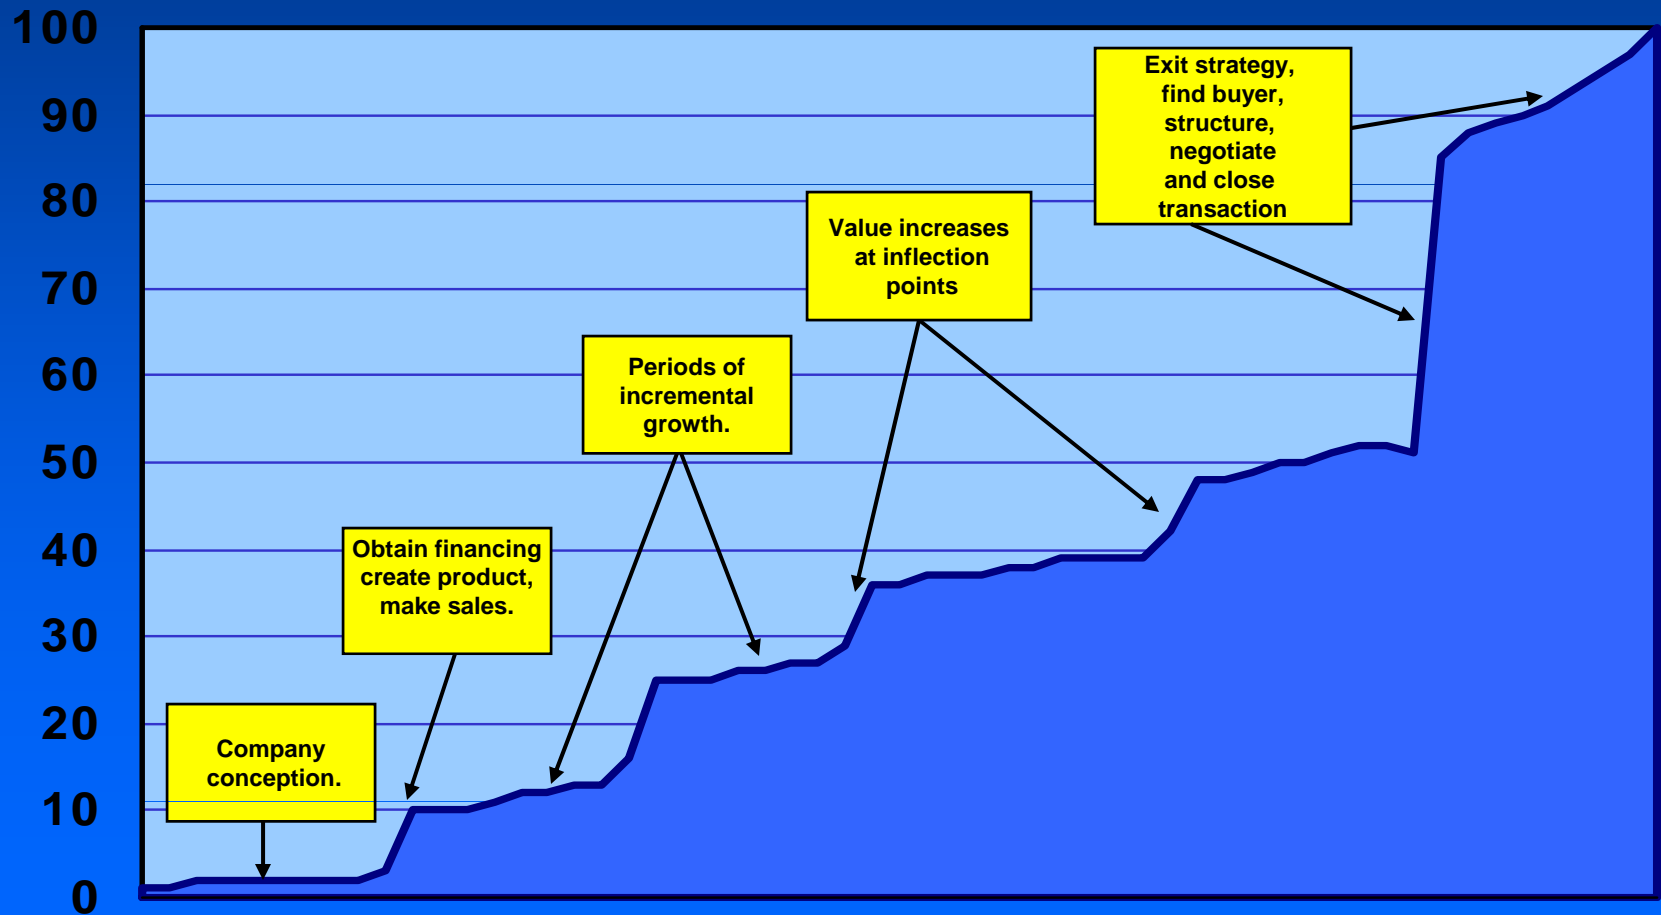 100
90
80
70
60
50
40
30
20
10
0
Company
conception.
Obtain financing
create product,
make sales.
Periods of
incremental
growth.
Value increases
at inflection
points
Exit strategy,
find buyer,
structure,
negotiate
and close
transaction